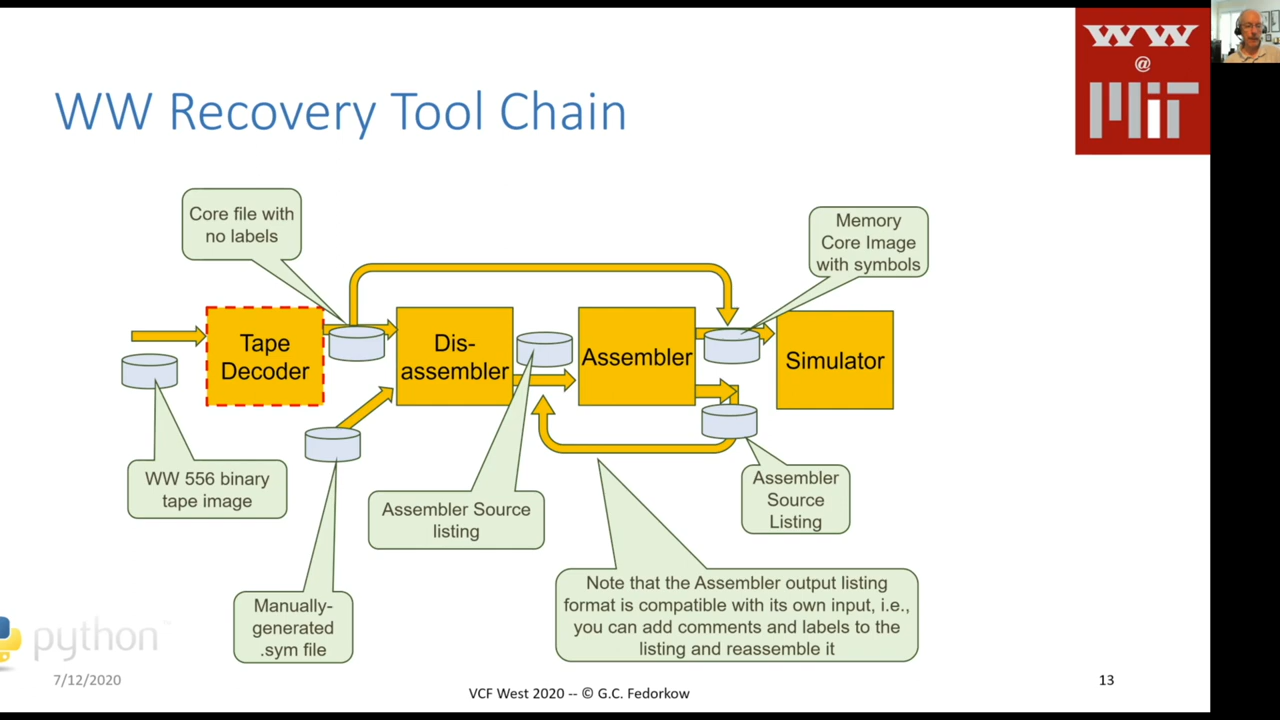 WW Recovery Tool Chain
WW
@
MIT
Core file with
no labels
Memory
Core Image
with symbols
Tape
Decoder
Dis-
assembler
Assembler
Simulator
WW 556 binary
tape image
Assembler Source
listing
Assembler
Source
Listing
Manually-
generated
.sym file
Note that the Assembler output listing
format is compatible with its own input, i.e.,
you can add comments and labels to the
listing and reassemble it
python
7/12/2020
VCF West 2020 -- © G.C. Fedorkow
13